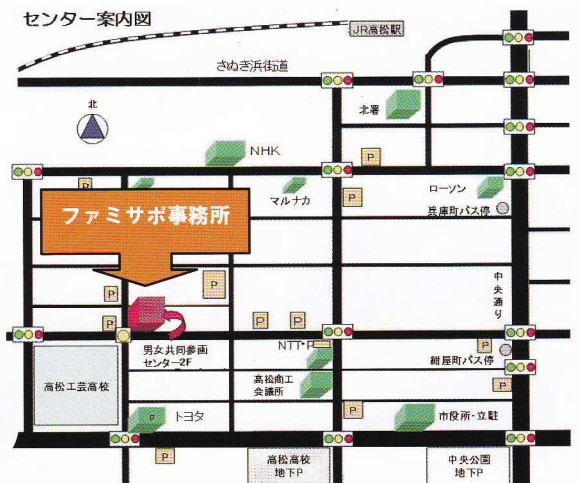 センター案内図
JR高松駅
さぬき浜街道
北
北署
NHK
P
P
マルナカ
P
ローソン
兵庫町バス停
ファミサポ事務所
中央通り
P
P
P
P
P
男女共同参画
センター2F
NTT・P
P
紺屋町バス停
高松工芸高校
高松商工
会議所
P
P
トヨタ
P
市役所・立駐
P
高松高校
地下P
中央公園
地下P